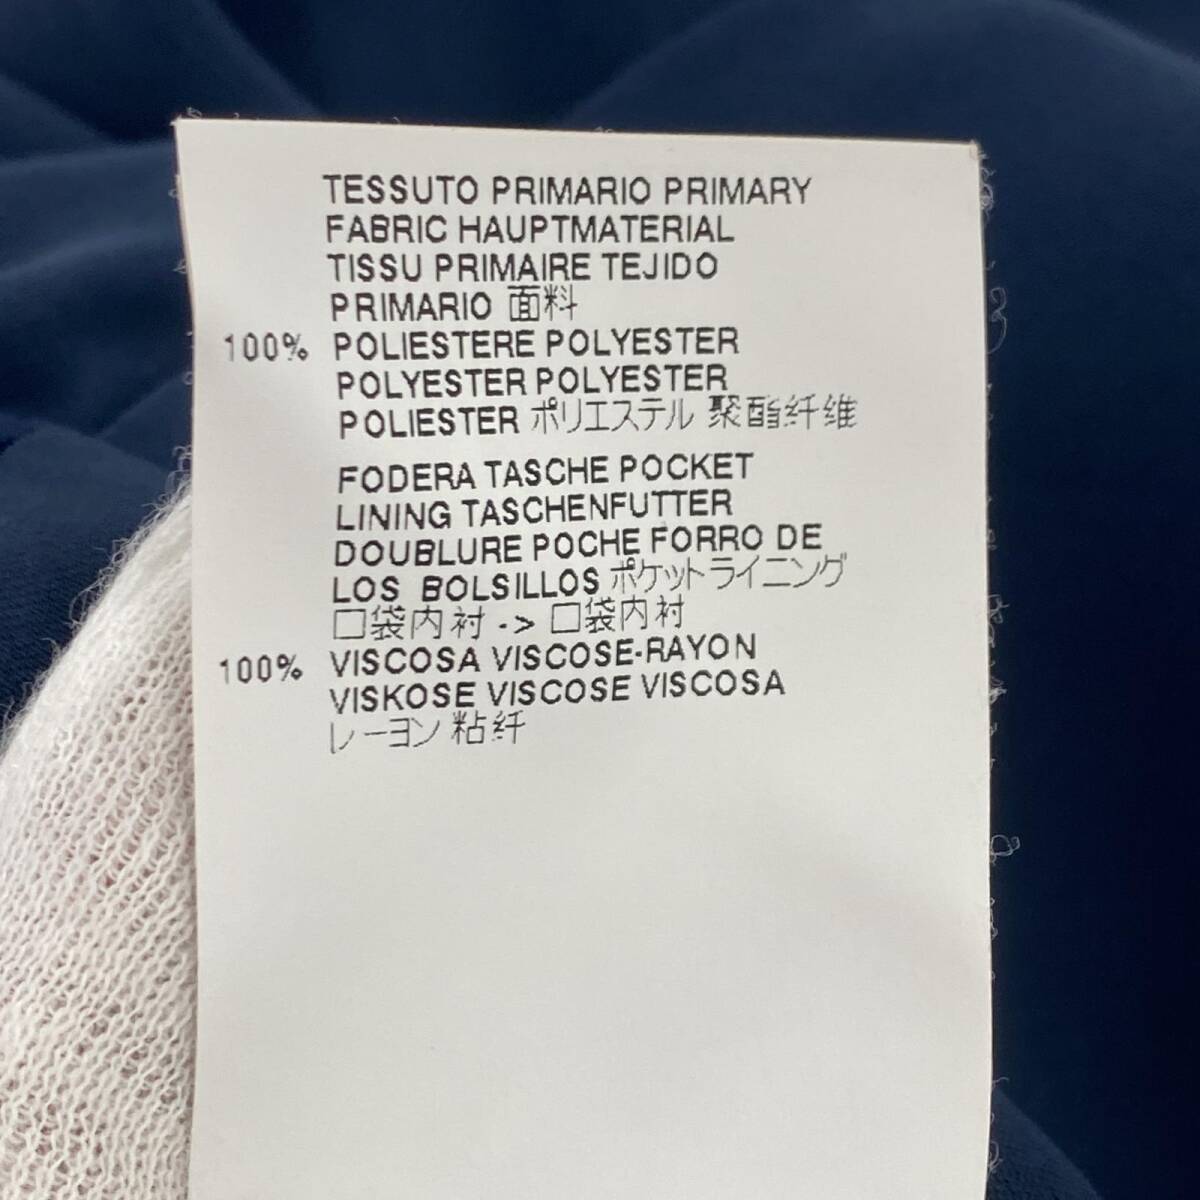 TESSUTO PRIMARIO PRIMARY
FABRIC HAUPTMATERIAL
TISSU PRIMAIRE TEJIDO
PRIMARIO 面料
100% POLIESTERE POLYESTER
POLYESTER POLYESTER
POLIESTER ポリエステル 聚酯纤维
FODERA TASCHE POCKET
LINING TASCHENFUTTER
DOUBLURE POCHE FORRO DE
LOS BOLSILLOS ポケットライニング
口袋内衬 -> 口袋内衬
100% VISCOSA VISCOSE-RAYON
VISKOSE VISCOSE VISCOSA
レーヨン 粘纤